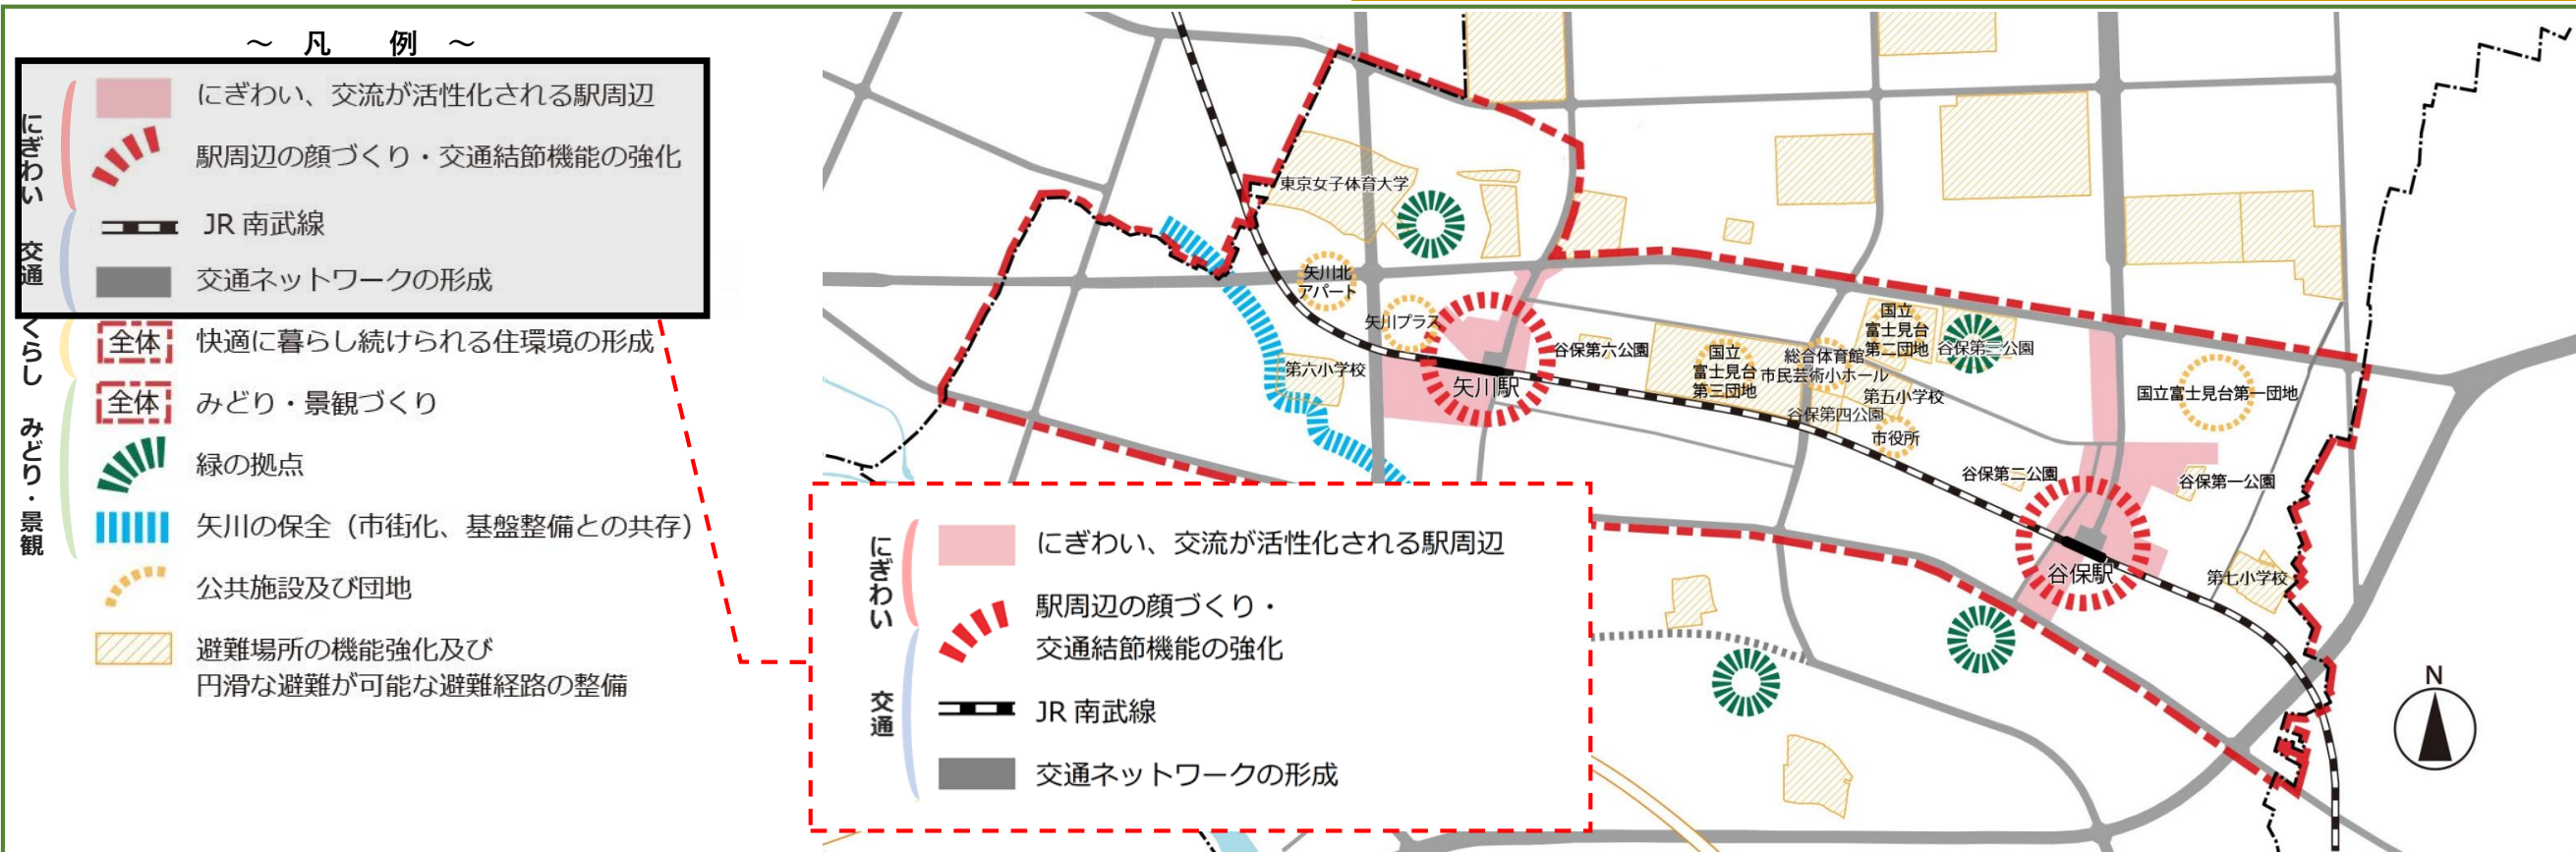 ～ 凡 例 ～
にぎわい
交通
くらし
みどり・景観
にぎわい、交流が活性化される駅周辺
駅周辺の顔づくり・交通結節機能の強化
JR 南武線
交通ネットワークの形成
全体
快適に暮らし続けられる住環境の形成
全体
みどり・景観づくり
緑の拠点
矢川の保全（市街化、基盤整備との共存）
公共施設及び団地
避難場所の機能強化及び
円滑な避難が可能な避難経路の整備
東京女子体育大学
矢川北
アパート
矢川プラス
第六小学校
矢川駅
谷保第六公園
国立
富士見台
第三団地
総合体育館
市民芸術小ホール
国立
富士見台
第二団地
谷保第三公園
第五小学校
谷保第四公園
市役所
国立富士見台第一団地
谷保第二公園
谷保第一公園
谷保駅
第七小学校
N
にぎわい
交通
にぎわい、交流が活性化される駅周辺
駅周辺の顔づくり・
交通結節機能の強化
JR 南武線
交通ネットワークの形成